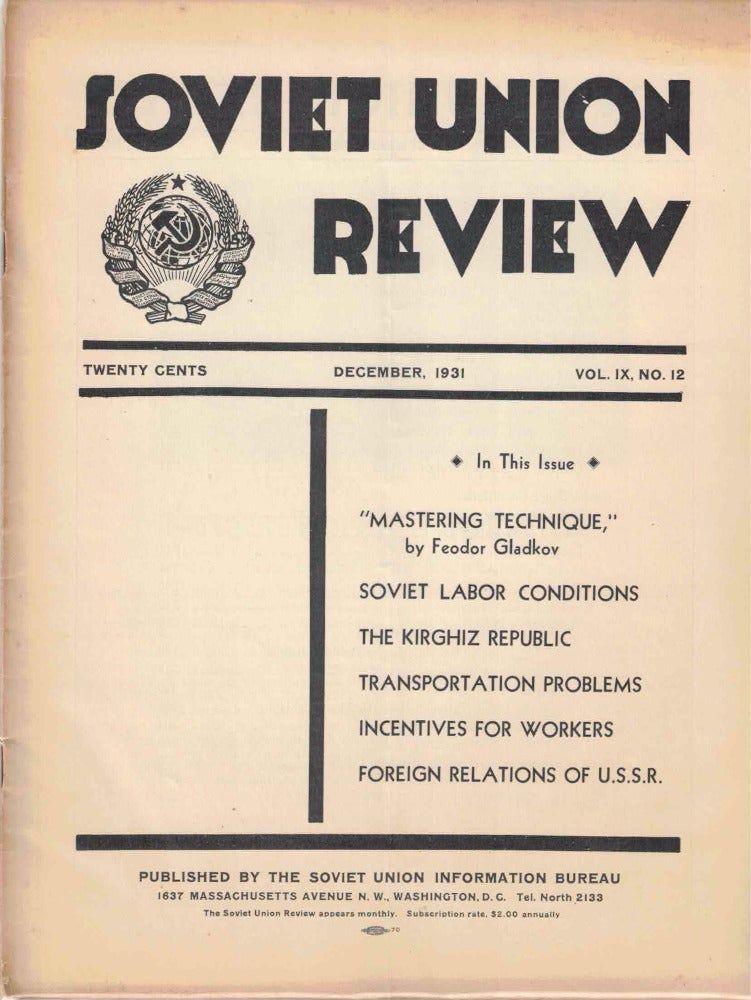 SOVIET UNION
REVIEW
TWENTY CENTS DECEMBER, 1931 VOL. IX, NO. 12
In This Issue
"MASTERING TECHNIQUE,"
by Feodor Gladkov
SOVIET LABOR CONDITIONS
THE KIRGHIZ REPUBLIC
TRANSPORTATION PROBLEMS
INCENTIVES FOR WORKERS
FOREIGN RELATIONS OF U.S.S.R.
PUBLISHED BY THE SOVIET UNION INFORMATION BUREAU
1637 MASSACHUSETTS AVENUE N. W., WASHINGTON, D. C. Tel. North 2133
The Soviet Union Review appears monthly. Subscription rate, $2.00 annually
70